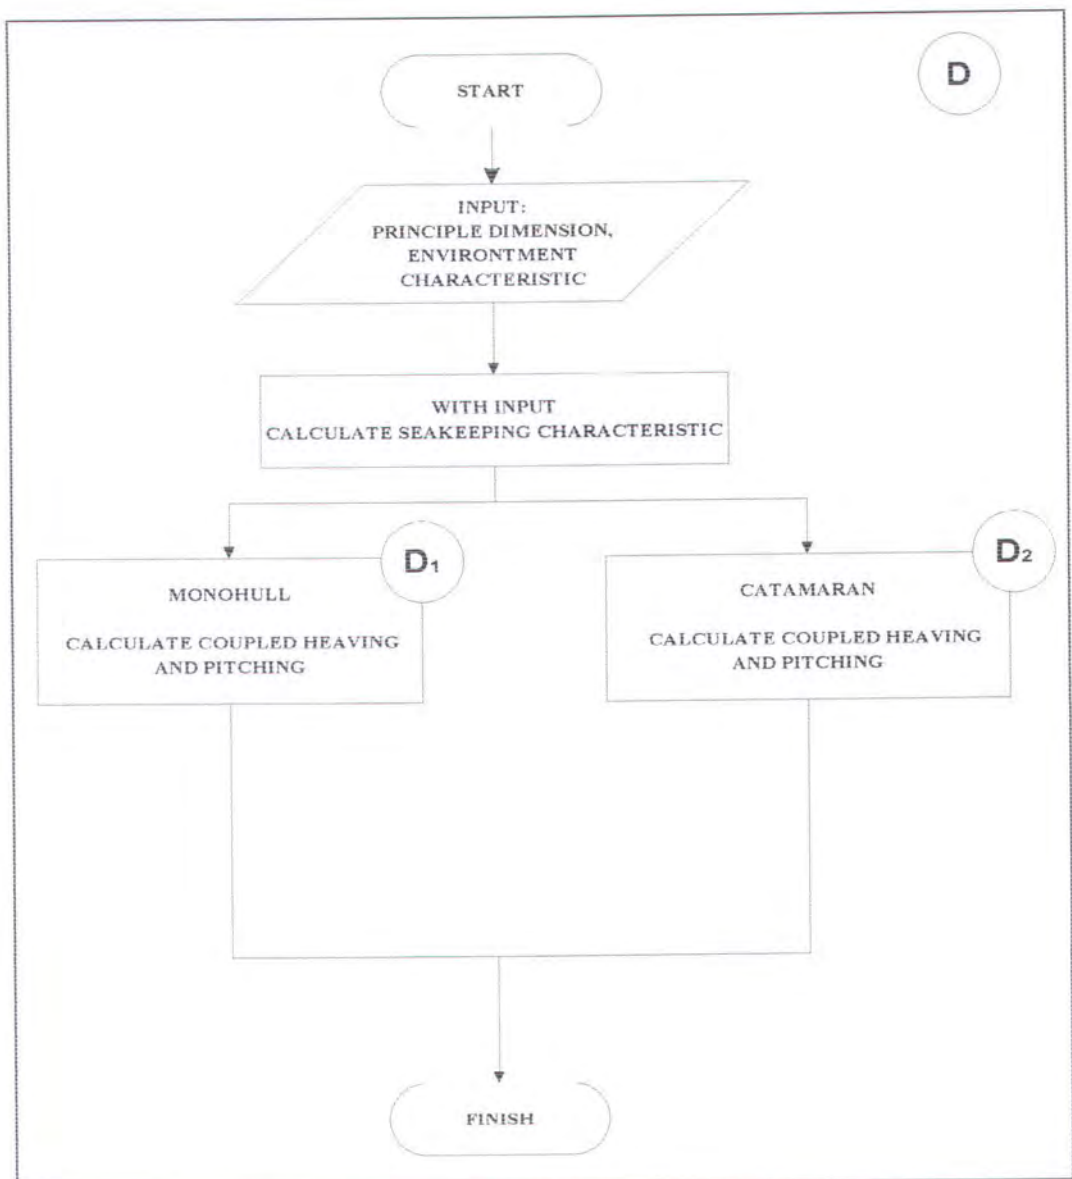 D
START
INPUT:
PRINCIPLE DIMENSION,
ENVIRONTMENT
CHARACTERISTIC
WITH INPUT
CALCULATE SEAKEEPING CHARACTERISTIC
D₁
MONOHULL
CALCULATE COUPLED HEAVING
AND PITCHING
D₂
CATAMARAN
CALCULATE COUPLED HEAVING
AND PITCHING
FINISH